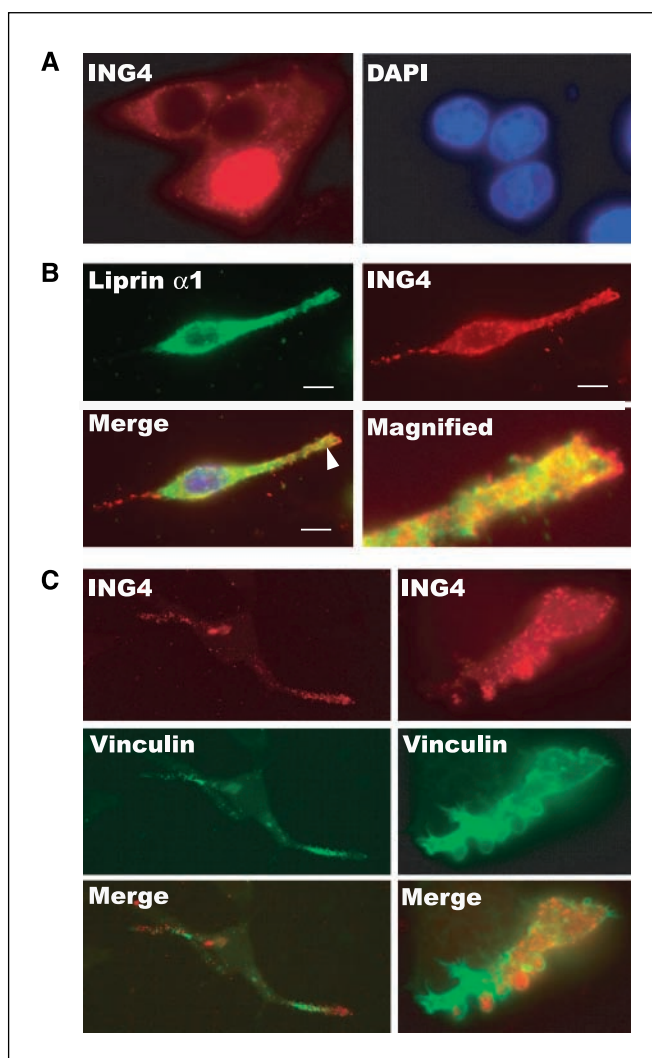 A
ING4
DAPI
B
Liprin α1
ING4
Merge
Magnified
C
ING4
ING4
Vinculin
Vinculin
Merge
Merge